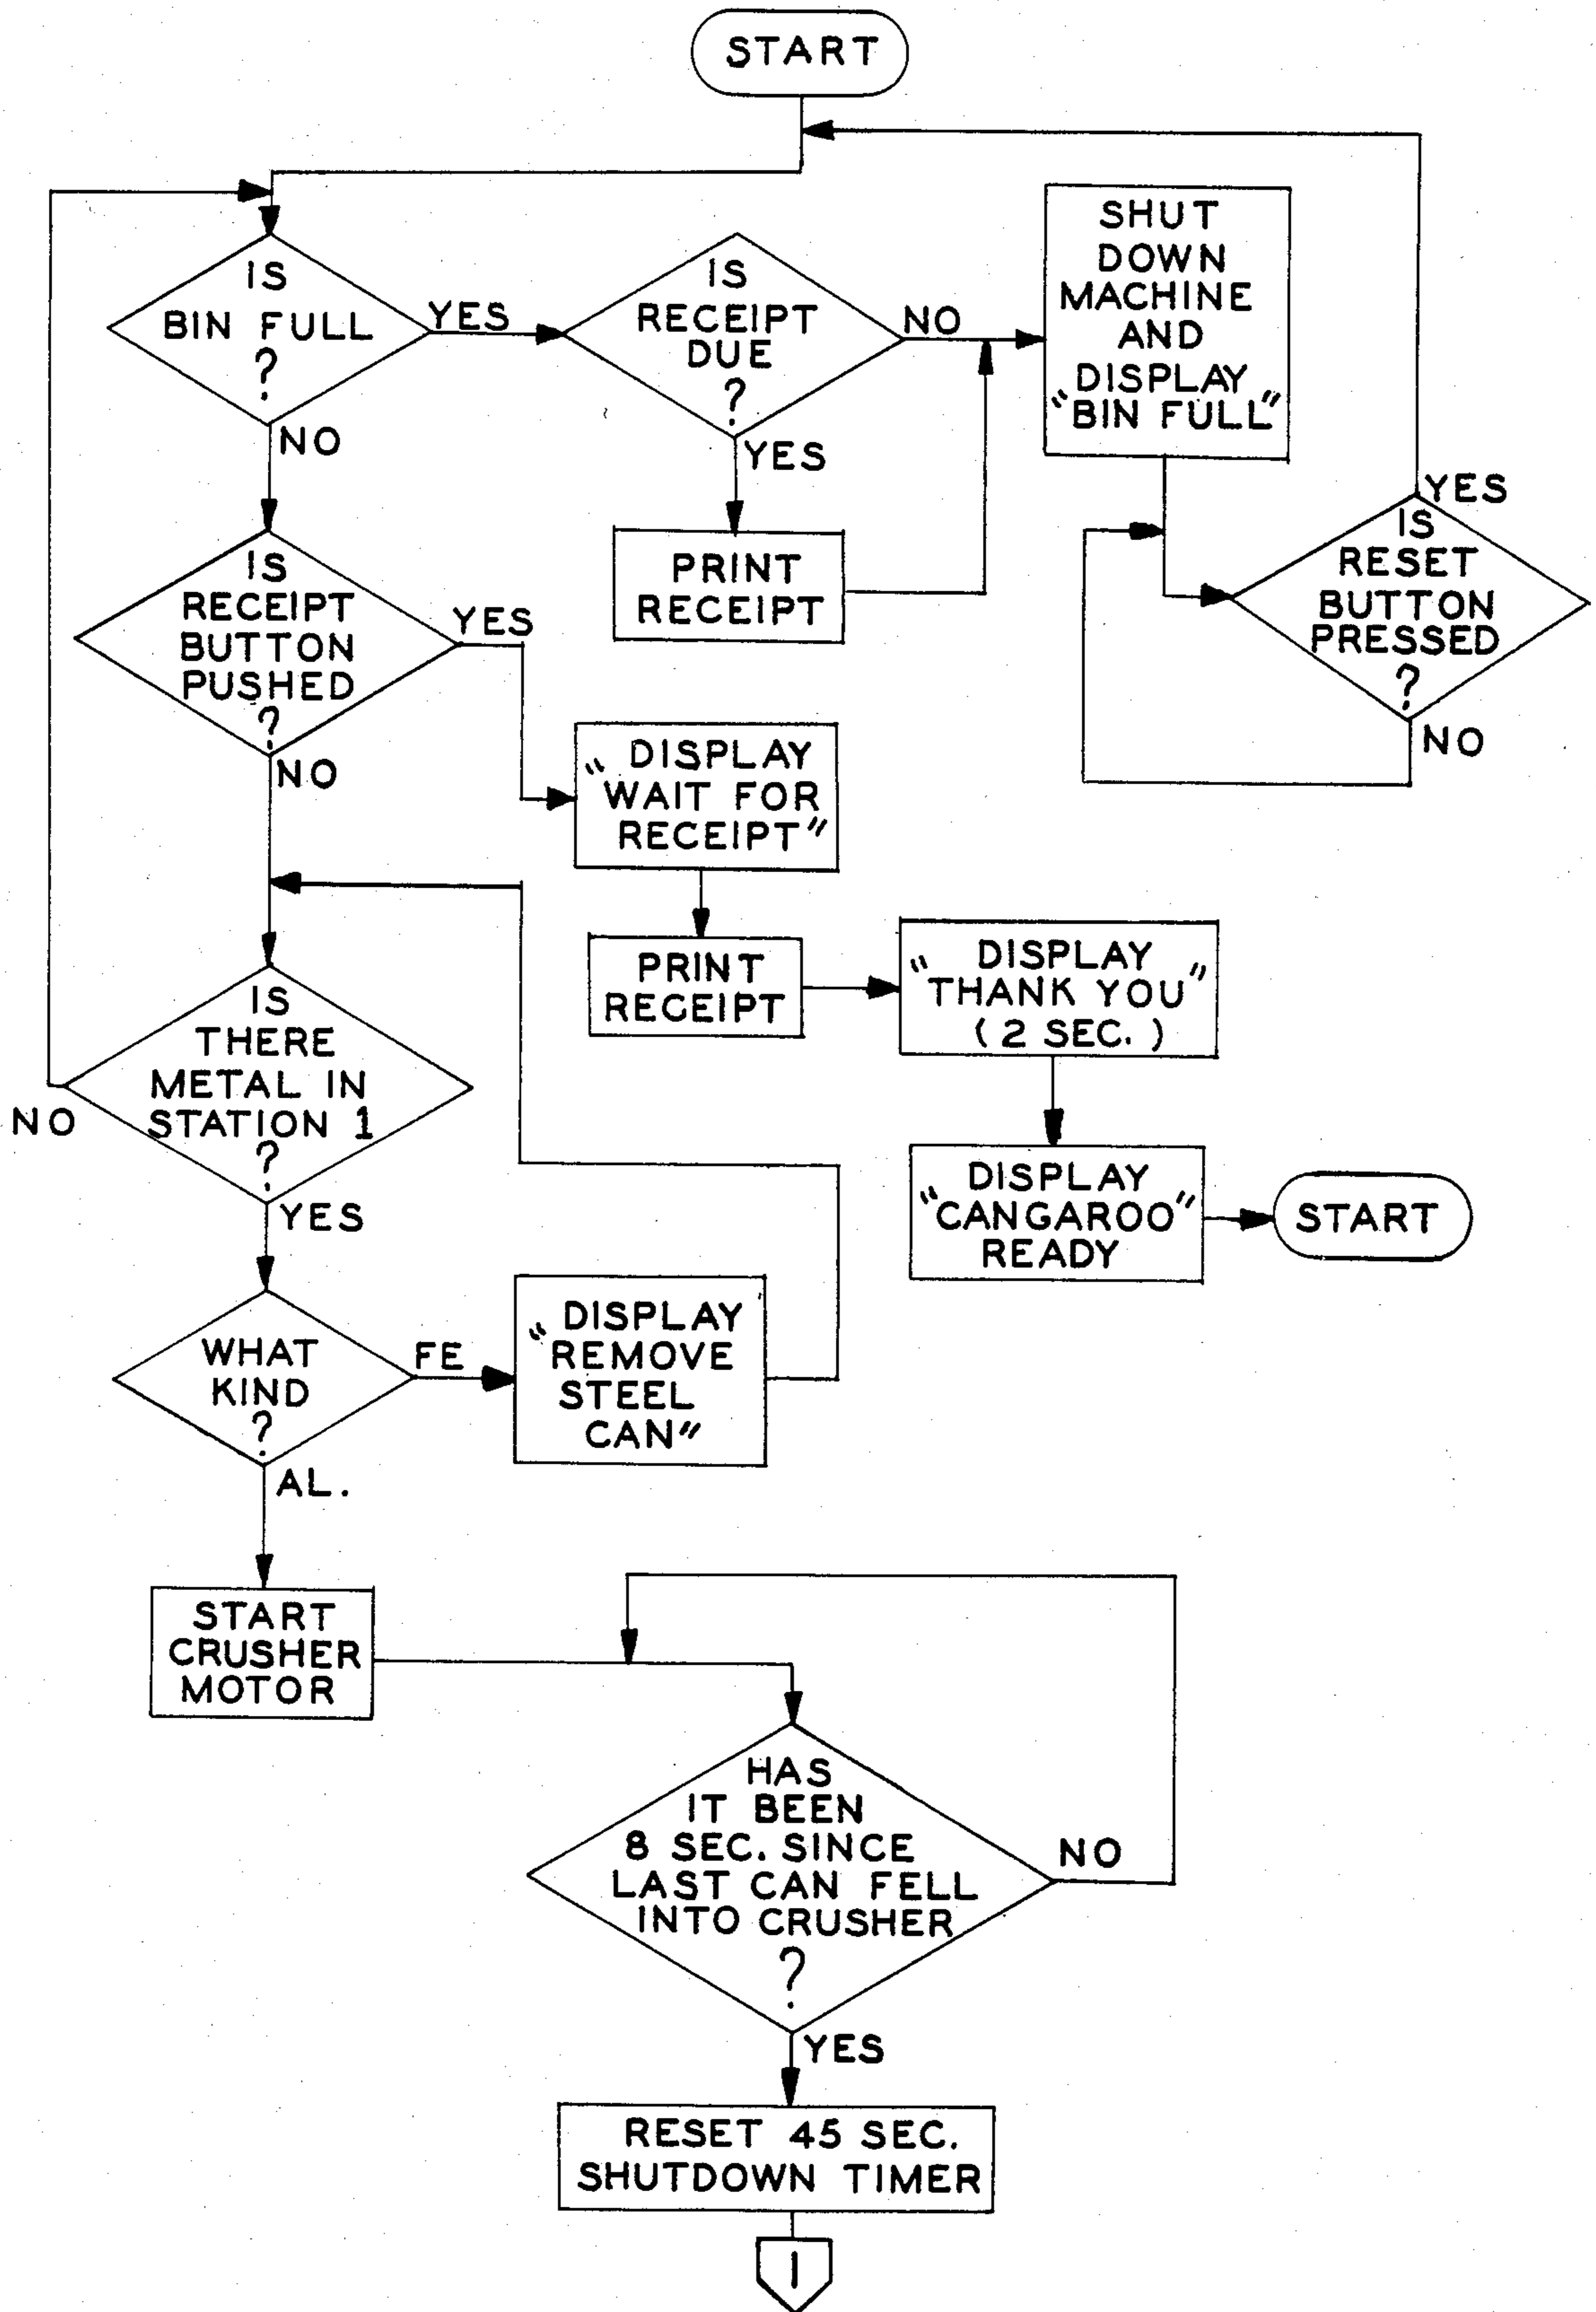 START
IS
BIN FULL
?
YES
NO
IS
RECEIPT
DUE
?
NO
YES
SHUT
DOWN
MACHINE
AND
DISPLAY
"BIN FULL"
PRINT
RECEIPT
YES
IS
RESET
BUTTON
PRESSED
?
NO
IS
RECEIPT
BUTTON
PUSHED
?
YES
NO
" DISPLAY
WAIT FOR
RECEIPT"
PRINT
RECEIPT
" DISPLAY
THANK YOU"
( 2 SEC. )
DISPLAY
"CANGAROO"
READY
START
IS
THERE
METAL IN
STATION 1
?
NO
YES
WHAT
KIND
?
FE
AL.
" DISPLAY
REMOVE
STEEL
CAN"
START
CRUSHER
MOTOR
HAS
IT BEEN
8 SEC. SINCE
LAST CAN FELL
INTO CRUSHER
?
NO
YES
RESET 45 SEC.
SHUTDOWN TIMER
1